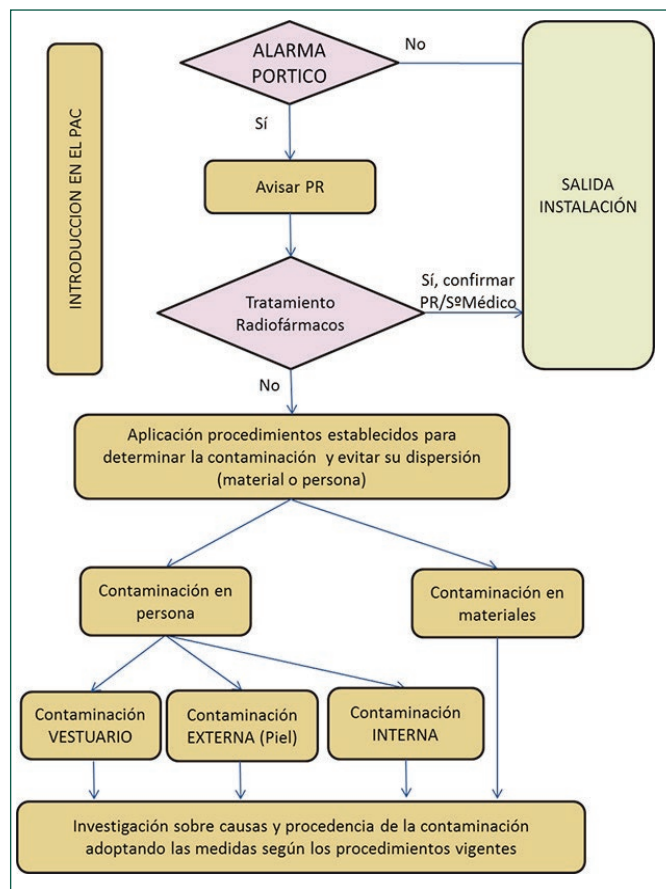 INTRODUCCION EN EL PAC
ALARMA
PORTICO
No
Sí
Avisar PR
SALIDA
INSTALACIÓN
Tratamiento
Radiofármacos
Sí, confirmar
PR/SºMédico
No
Aplicación procedimientos establecidos para
determinar la contaminación y evitar su dispersión
(material o persona)
Contaminación en
persona
Contaminación en
materiales
Contaminación
VESTUARIO
Contaminación
EXTERNA (Piel)
Contaminación
INTERNA
Investigación sobre causas y procedencia de la contaminación
adoptando las medidas según los procedimientos vigentes